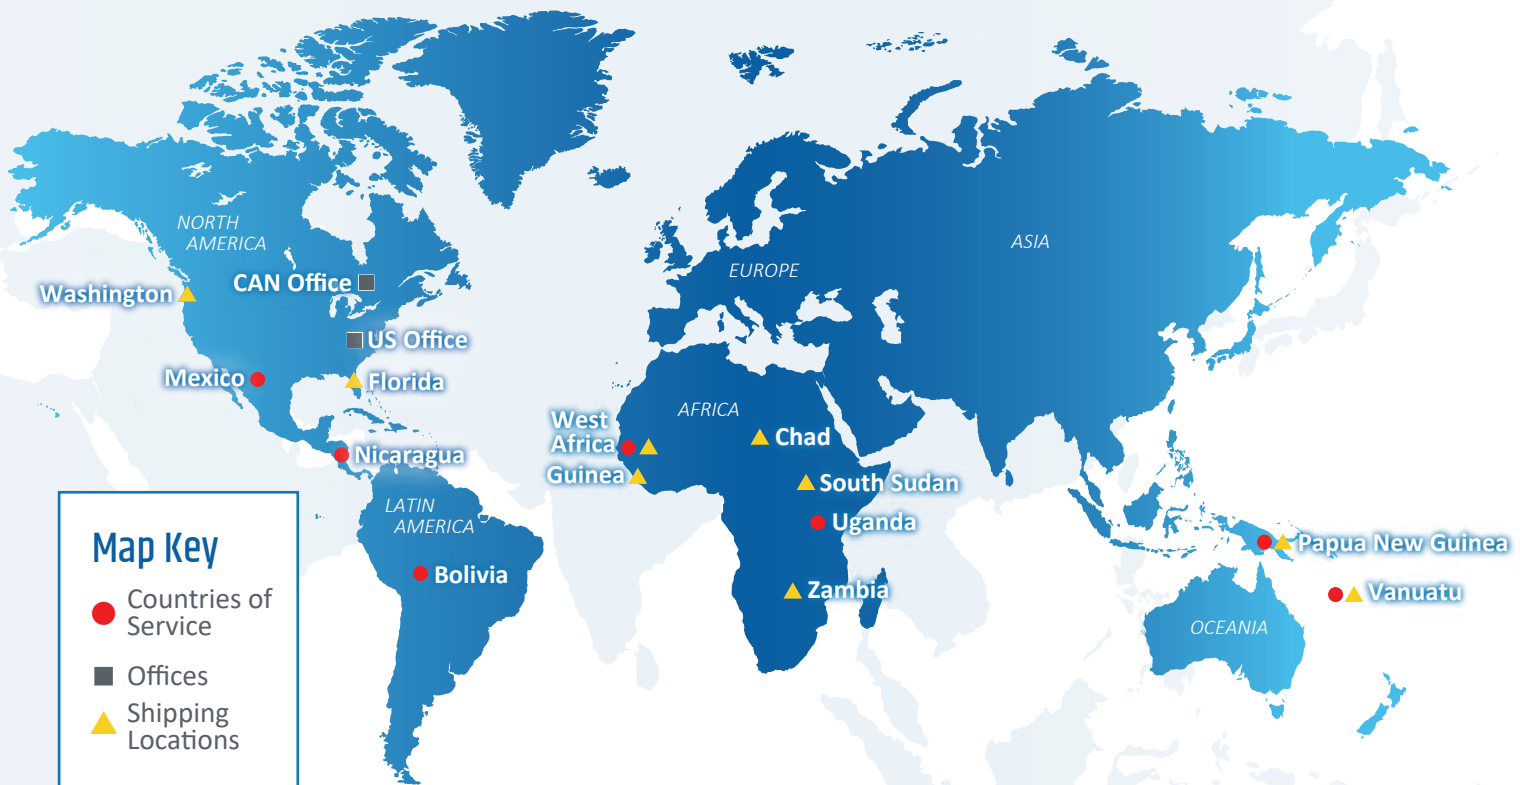 NORTH
AMERICA
ASIA
EUROPE
CAN Office
Washington
US Office
Mexico
Florida
AFRICA
West
Africa
Chad
Nicaragua
Guinea
South Sudan
LATIN
AMERICA
Uganda
Papua New Guinea
Bolivia
Zambia
Vanuatu
OCEANIA
Map Key
Countries of
Service
Offices
Shipping
Locations